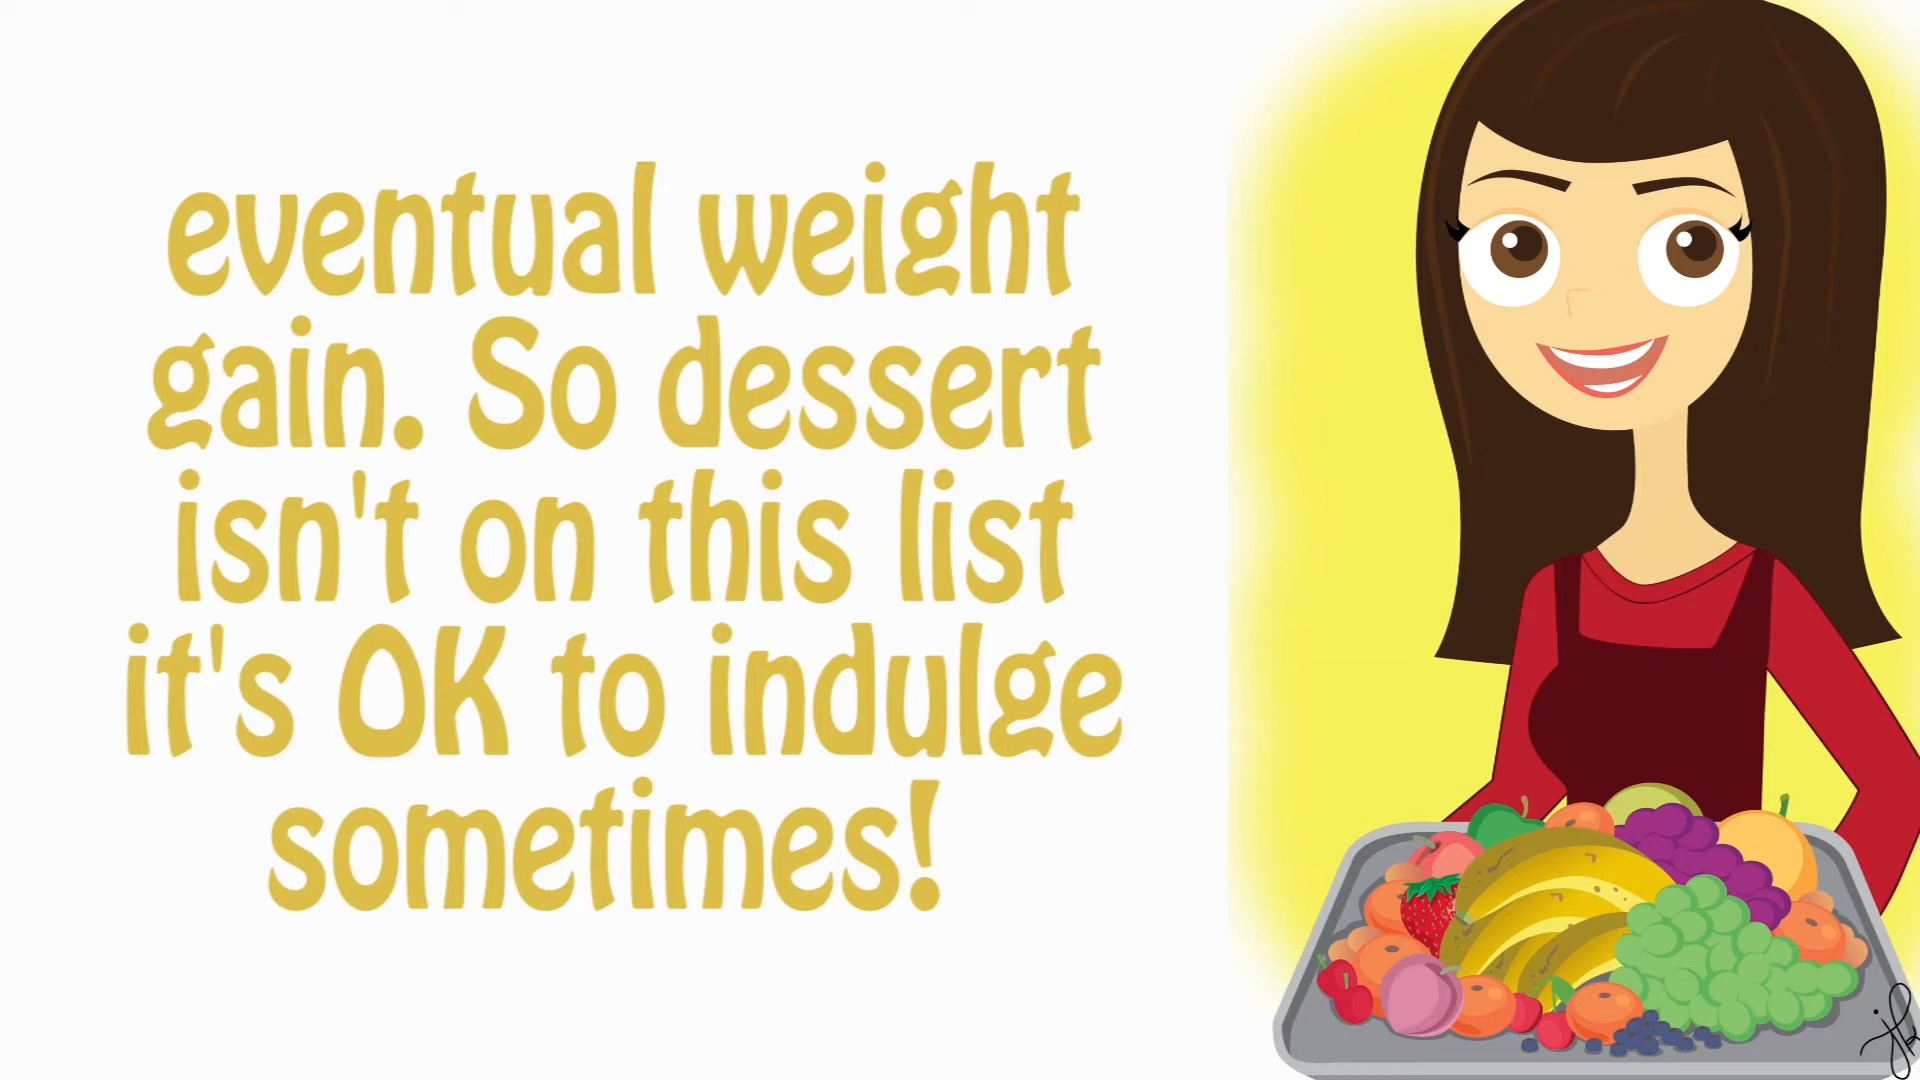 eventual weight
gain. So dessert
isn't on this list
it's OK to indulge
sometimes!